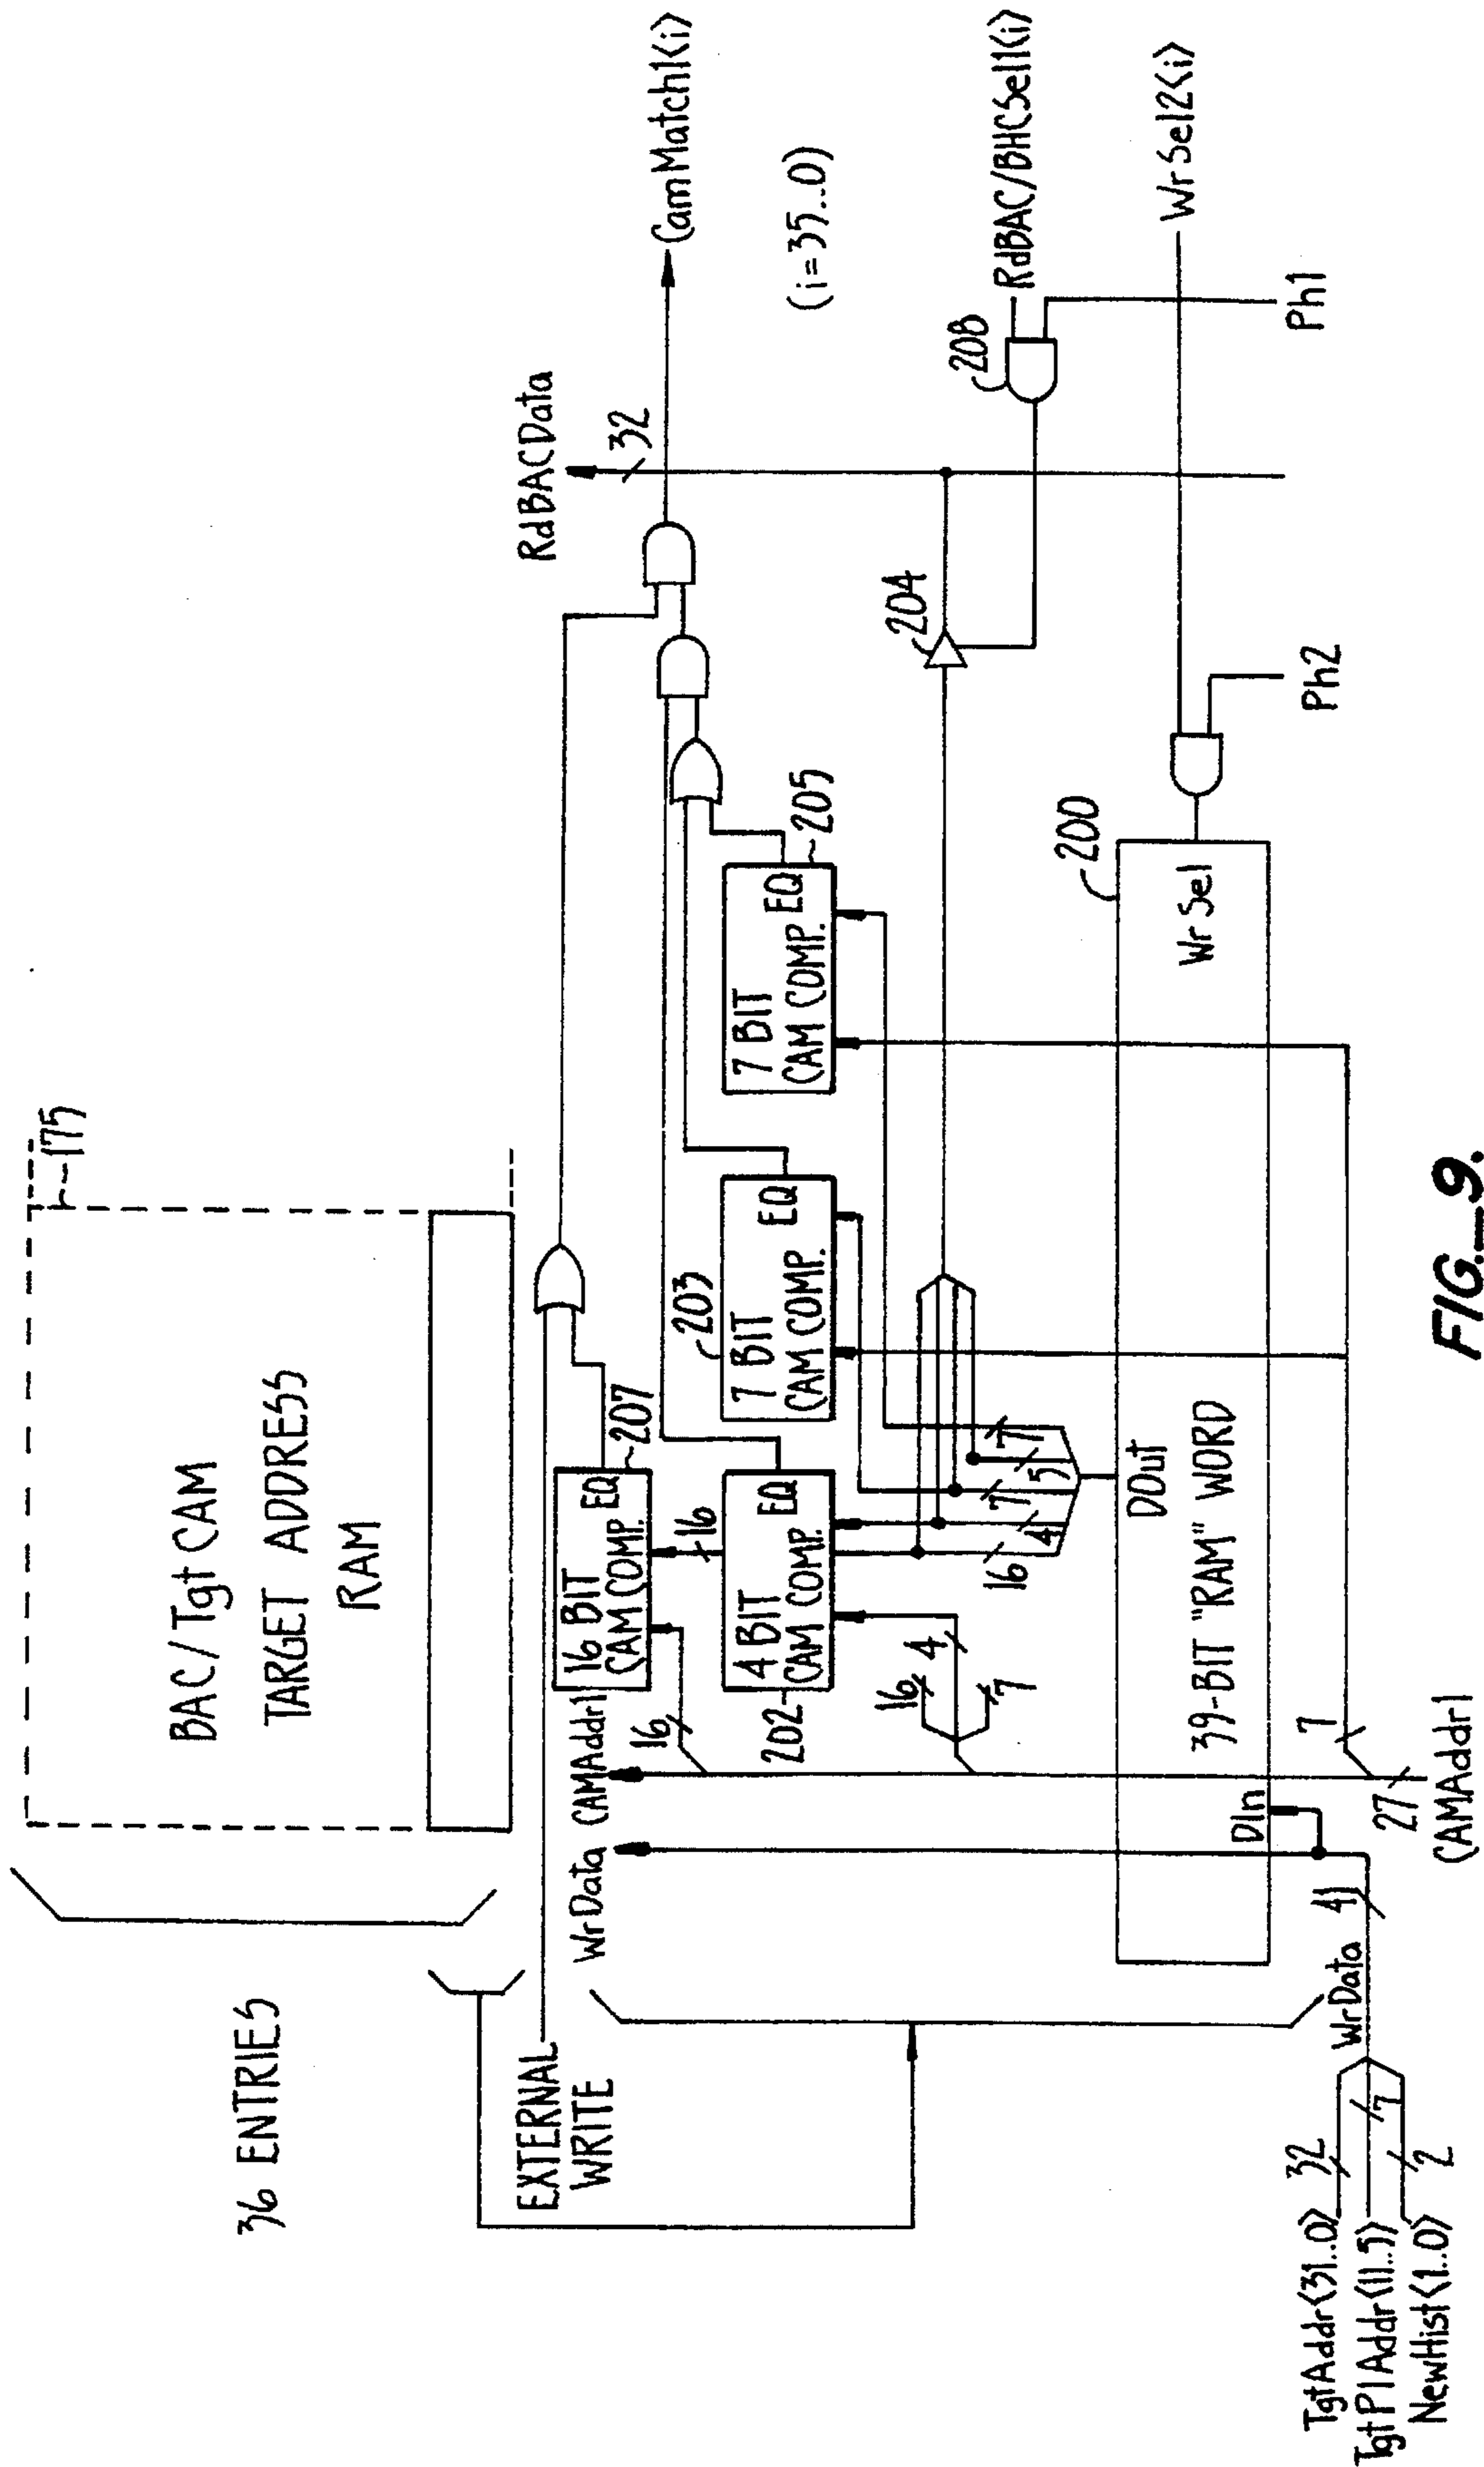 36 ENTRIES
BAC/Tgt CAM
TARGET ADDRESS
RAM
175
EXTERNAL
WRITE
WrData
CAMAddr1
16 BIT
CAM COMP.
EQ
207
16
16
4 BIT
CAM COMP.
EQ
202
203
7 BIT
CAM COMP.
EQ
7 BIT
CAM COMP.
EQ
205
RdBACData
32
CamMatch1<i>
(i=35..0)
16
4
7
16
4
7
5
7
204
208
RdBAC/BHCSel1<i>
Ph1
WrSel2<i>
Ph2
DOut
200
39-BIT "RAM" WORD
WrSel
DIn
TgtAddr<31..0>
32
TgtP1Addr<11..5>
7
NewHist<1..0>
2
WrData
41
27
CAMAddr1
7
FIG.—9.